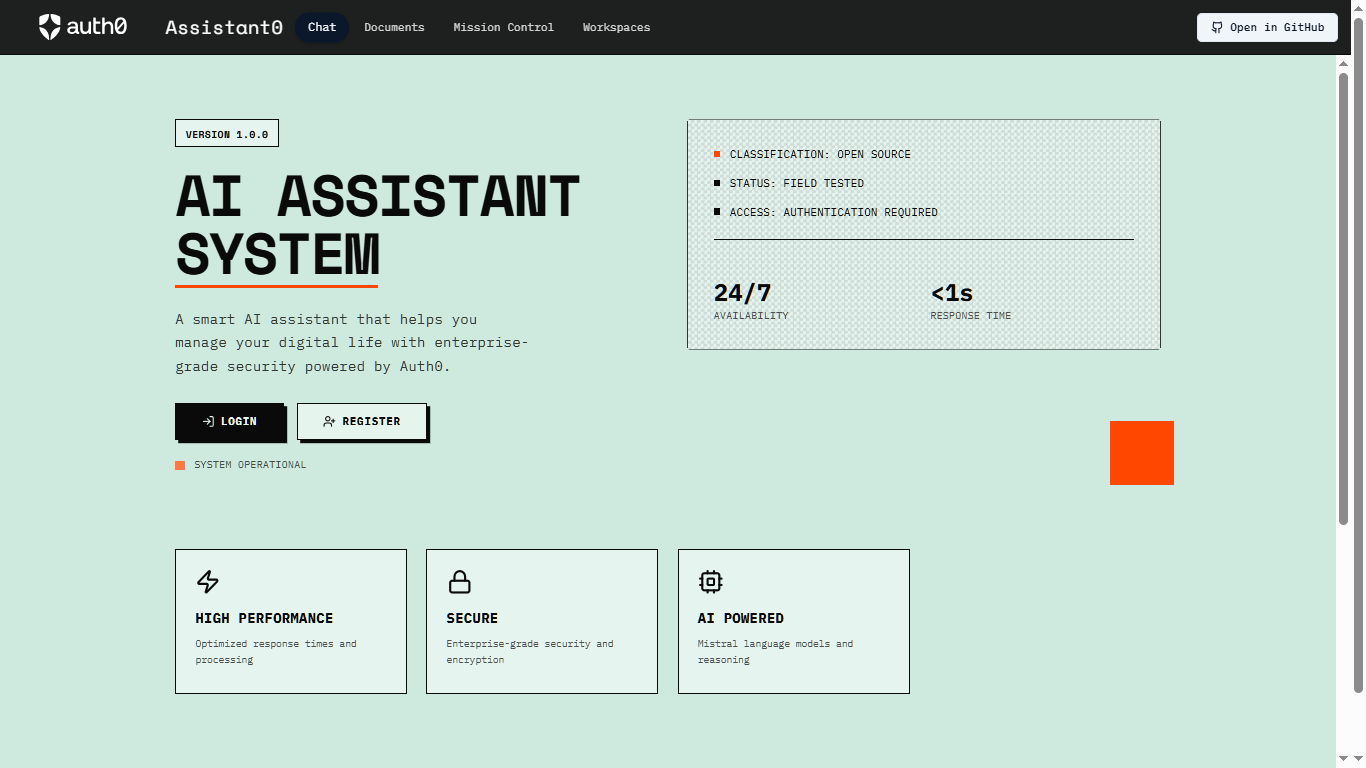 auth0
Assistant0
Chat
Documents
Mission Control
Workspaces
Open in GitHub
VERSION 1.0.0
AI ASSISTANT
SYSTEM
A smart AI assistant that helps you
manage your digital life with enterprise-
grade security powered by Auth0.
LOGIN
REGISTER
SYSTEM OPERATIONAL
CLASSIFICATION: OPEN SOURCE
STATUS: FIELD TESTED
ACCESS: AUTHENTICATION REQUIRED
24/7
AVAILABILITY
<1s
RESPONSE TIME
HIGH PERFORMANCE
Optimized response times and
processing
SECURE
Enterprise-grade security and
encryption
AI POWERED
Mistral language models and
reasoning